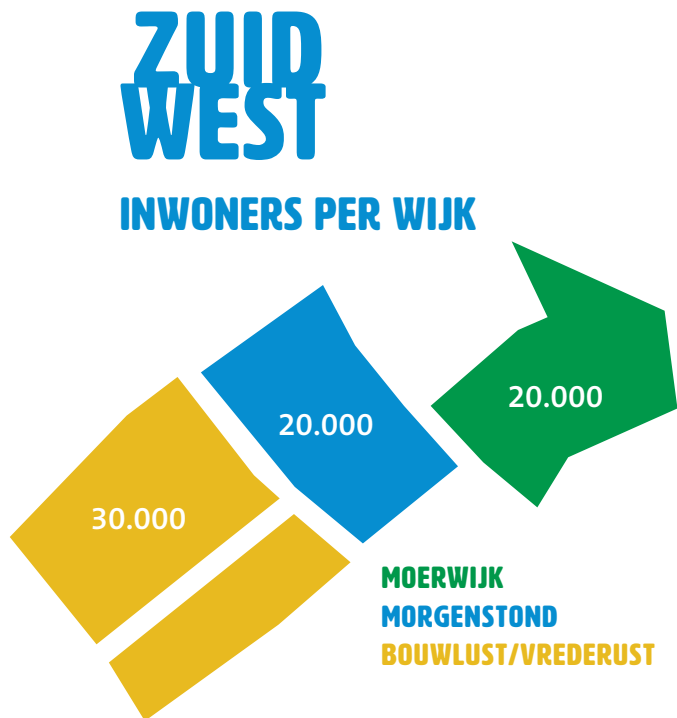 ZUID
WEST
INWONERS PER WIJK
20.000
20.000
30.000
MOERWIJK
MORGENSTOND
BOUWLUST/VREDERUST